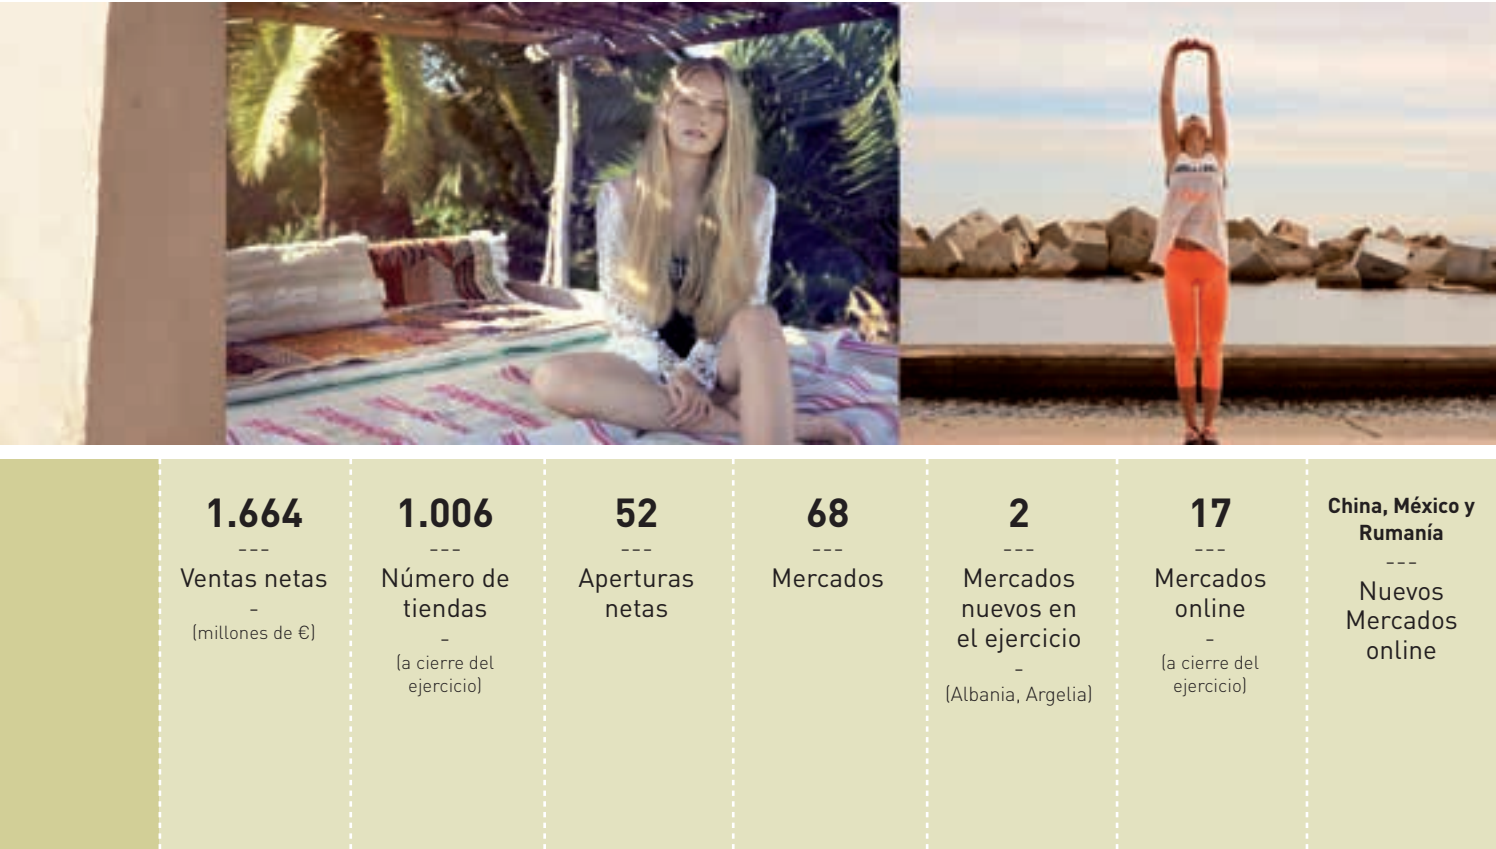 1.664
---
Ventas netas
-
(millones de €)
1.006
---
Número de
tiendas
-
(a cierre del
ejercicio)
52
---
Aperturas
netas
68
---
Mercados
2
---
Mercados
nuevos en
el ejercicio
-
(Albania, Argelia)
17
---
Mercados
online
-
(a cierre del
ejercicio)
China, México y
Rumanía
---
Nuevos
Mercados
online